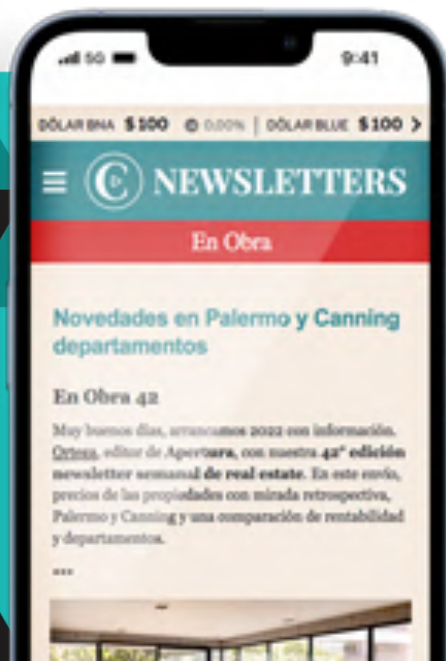 5G 9:41
DÓLAR BNA $100 0,00% | DÓLAR BLUE $100 >
NEWSLETTERS
En Obra
Novedades en Palermo y Canning
departamentos
En Obra 42
Muy buenos días, arrancamos 2022 con información.
Ortega, editor de Apertura, con nuestra 42° edición
newsletter semanal de real estate. En este envío,
precios de las propiedades con mirada retrospectiva,
Palermo y Canning y una comparación de rentabilidad
y departamentos.
***